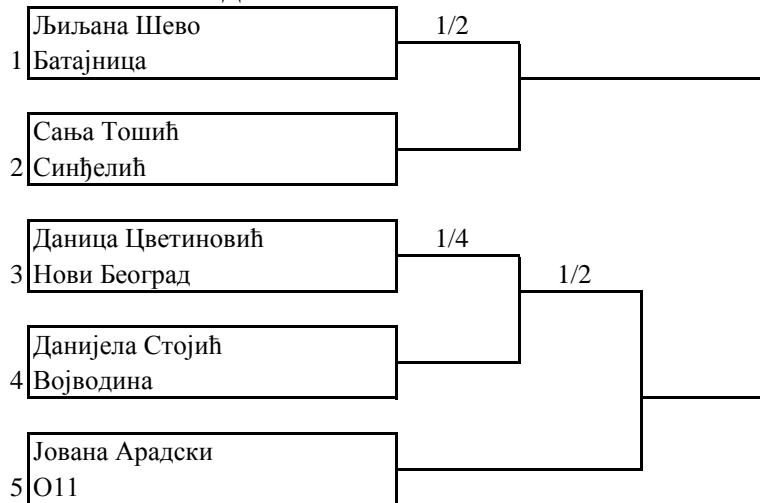 Љиљана Шево
1/2
1 Батајница
Сања Тошић
2 Синђелић
Даница Цветиновић
1/4
3 Нови Београд
1/2
Данијела Стојић
4 Војводина
Јована Арадски
5 О11